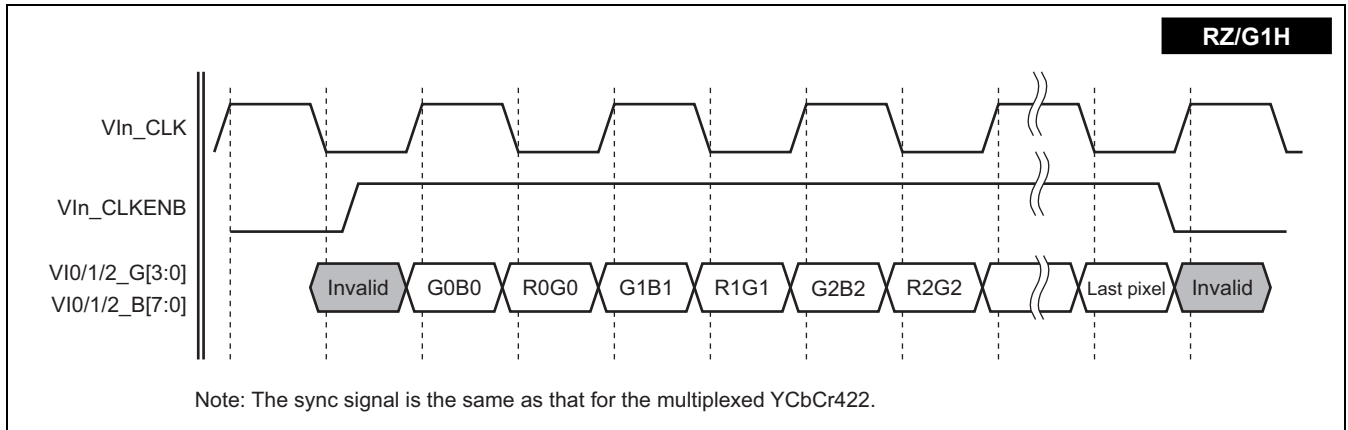 RZ/G1H
VIn_CLK
VIn_CLKENB
VI0/1/2_G[3:0]
VI0/1/2_B[7:0]
Invalid G0B0 R0G0 G1B1 R1G1 G2B2 R2G2 Last pixel Invalid
Note: The sync signal is the same as that for the multiplexed YCbCr422.